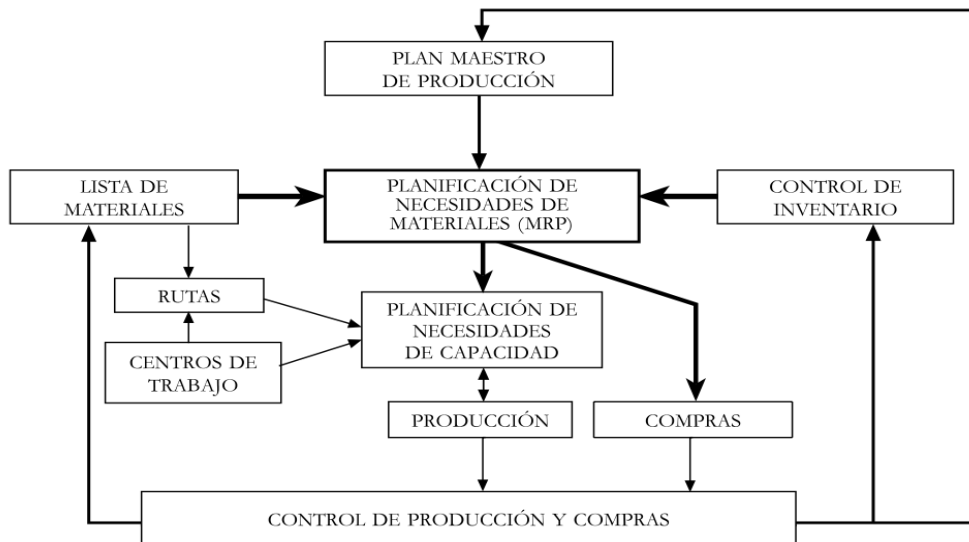 PLAN MAESTRO
DE PRODUCCIÓN
LISTA DE
MATERIALES
PLANIFICACIÓN DE
NECESIDADES DE
MATERIALES (MRP)
CONTROL DE
INVENTARIO
RUTAS
PLANIFICACIÓN DE
NECESIDADES
DE CAPACIDAD
CENTROS DE
TRABAJO
PRODUCCIÓN
COMPRAS
CONTROL DE PRODUCCIÓN Y COMPRAS